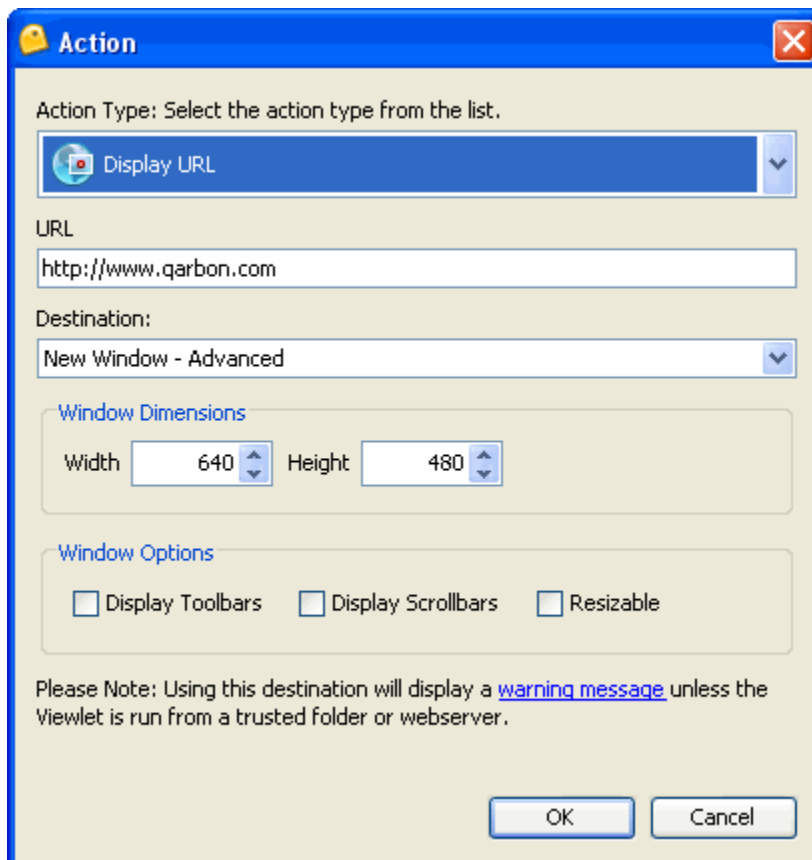 Action
Action Type: Select the action type from the list.
Display URL
URL
http://www.qarbon.com
Destination:
New Window - Advanced
Window Dimensions
Width 640 Height 480
Window Options
Display Toolbars Display Scrollbars Resizable
Please Note: Using this destination will display a warning message unless the
Viewlet is run from a trusted folder or webserver.
OK Cancel